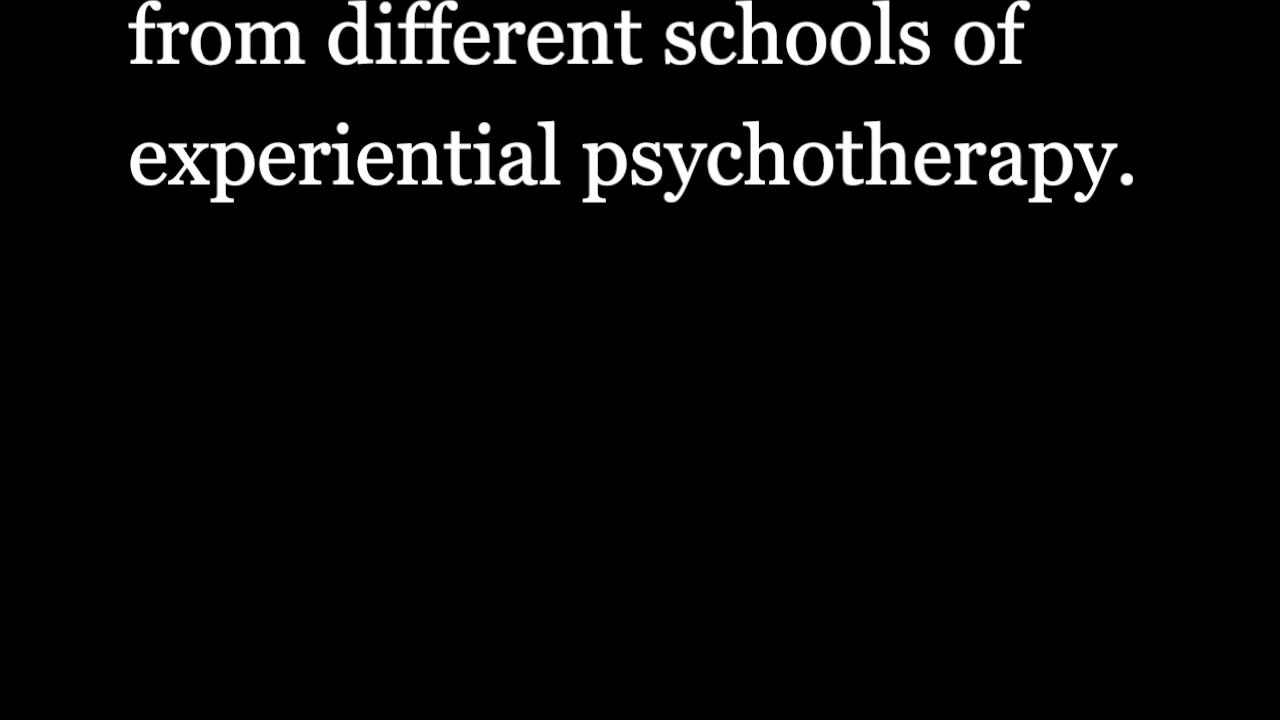 from different schools of
experiential psychotherapy.